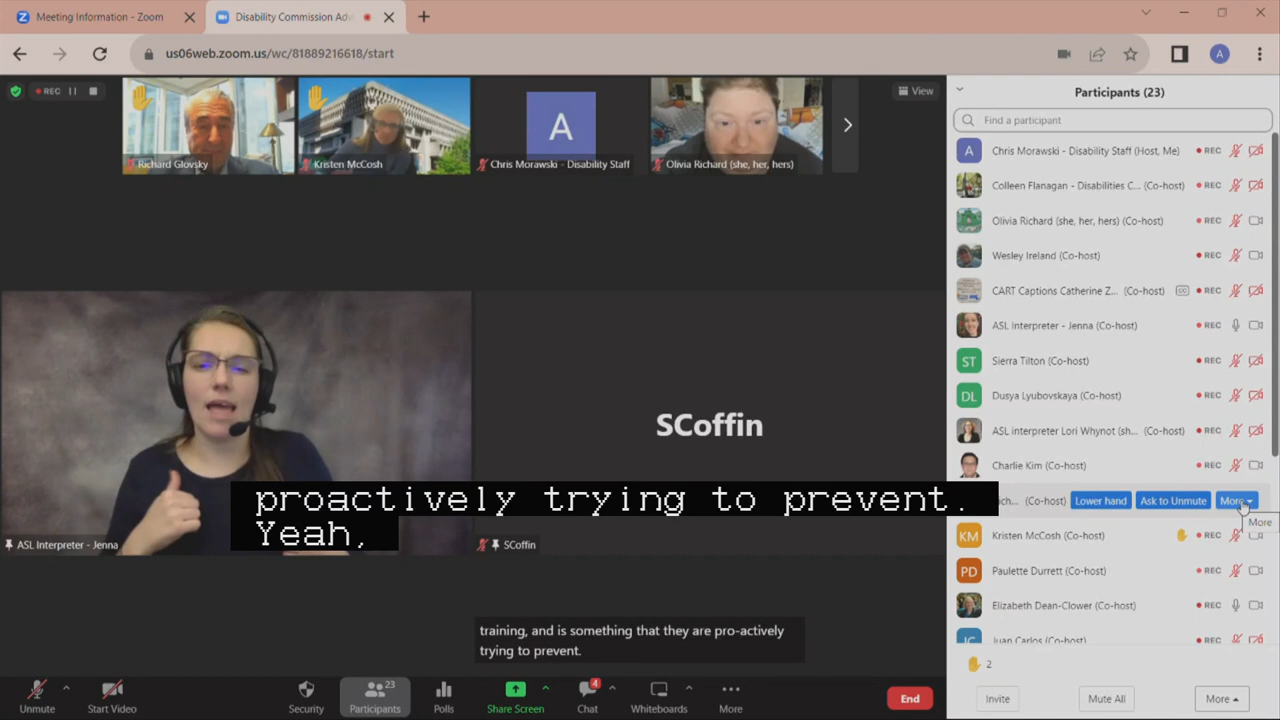 Meeting Information - Zoom
Disability Commission Adv
us06web.zoom.us/wc/81889216618/start
A
REC
Richard Glovsky
Kristen McCosh
A
Chris Morawski - Disability Staff
Olivia Richard (she, her, hers)
View
Participants (23)
Find a participant
A Chris Morawski - Disability Staff (Host, Me) REC
Colleen Flanagan - Disabilities C... (Co-host) REC
Olivia Richard (she, her, hers) (Co-host) REC
Wesley Ireland (Co-host) REC
CART Captions Catherine Z... (Co-host) CC REC
ASL Interpreter - Jenna (Co-host)
ST Sierra Tilton (Co-host) REC
DL Dusya Lyubovskaya (Co-host) REC
ASL interpreter Lori Whynot (sh... (Co-host) REC
Charlie Kim (Co-host) REC
(Co-host) Lower hand Ask to Unmute More
More
KM Kristen McCosh (Co-host) REC
PD Paulette Durrett (Co-host) REC
Elizabeth Dean-Clower (Co-host) REC
JC Juan Carlos (Co-host) REC
2
Invite Mute All More
SCoffin
proactively trying to prevent.
Yeah,
ASL Interpreter - Jenna
SCoffin
training, and is something that they are pro-actively
trying to prevent.
Unmute
Start Video
Security
23
Participants
Polls
Share Screen
4
Chat
Whiteboards
More
End